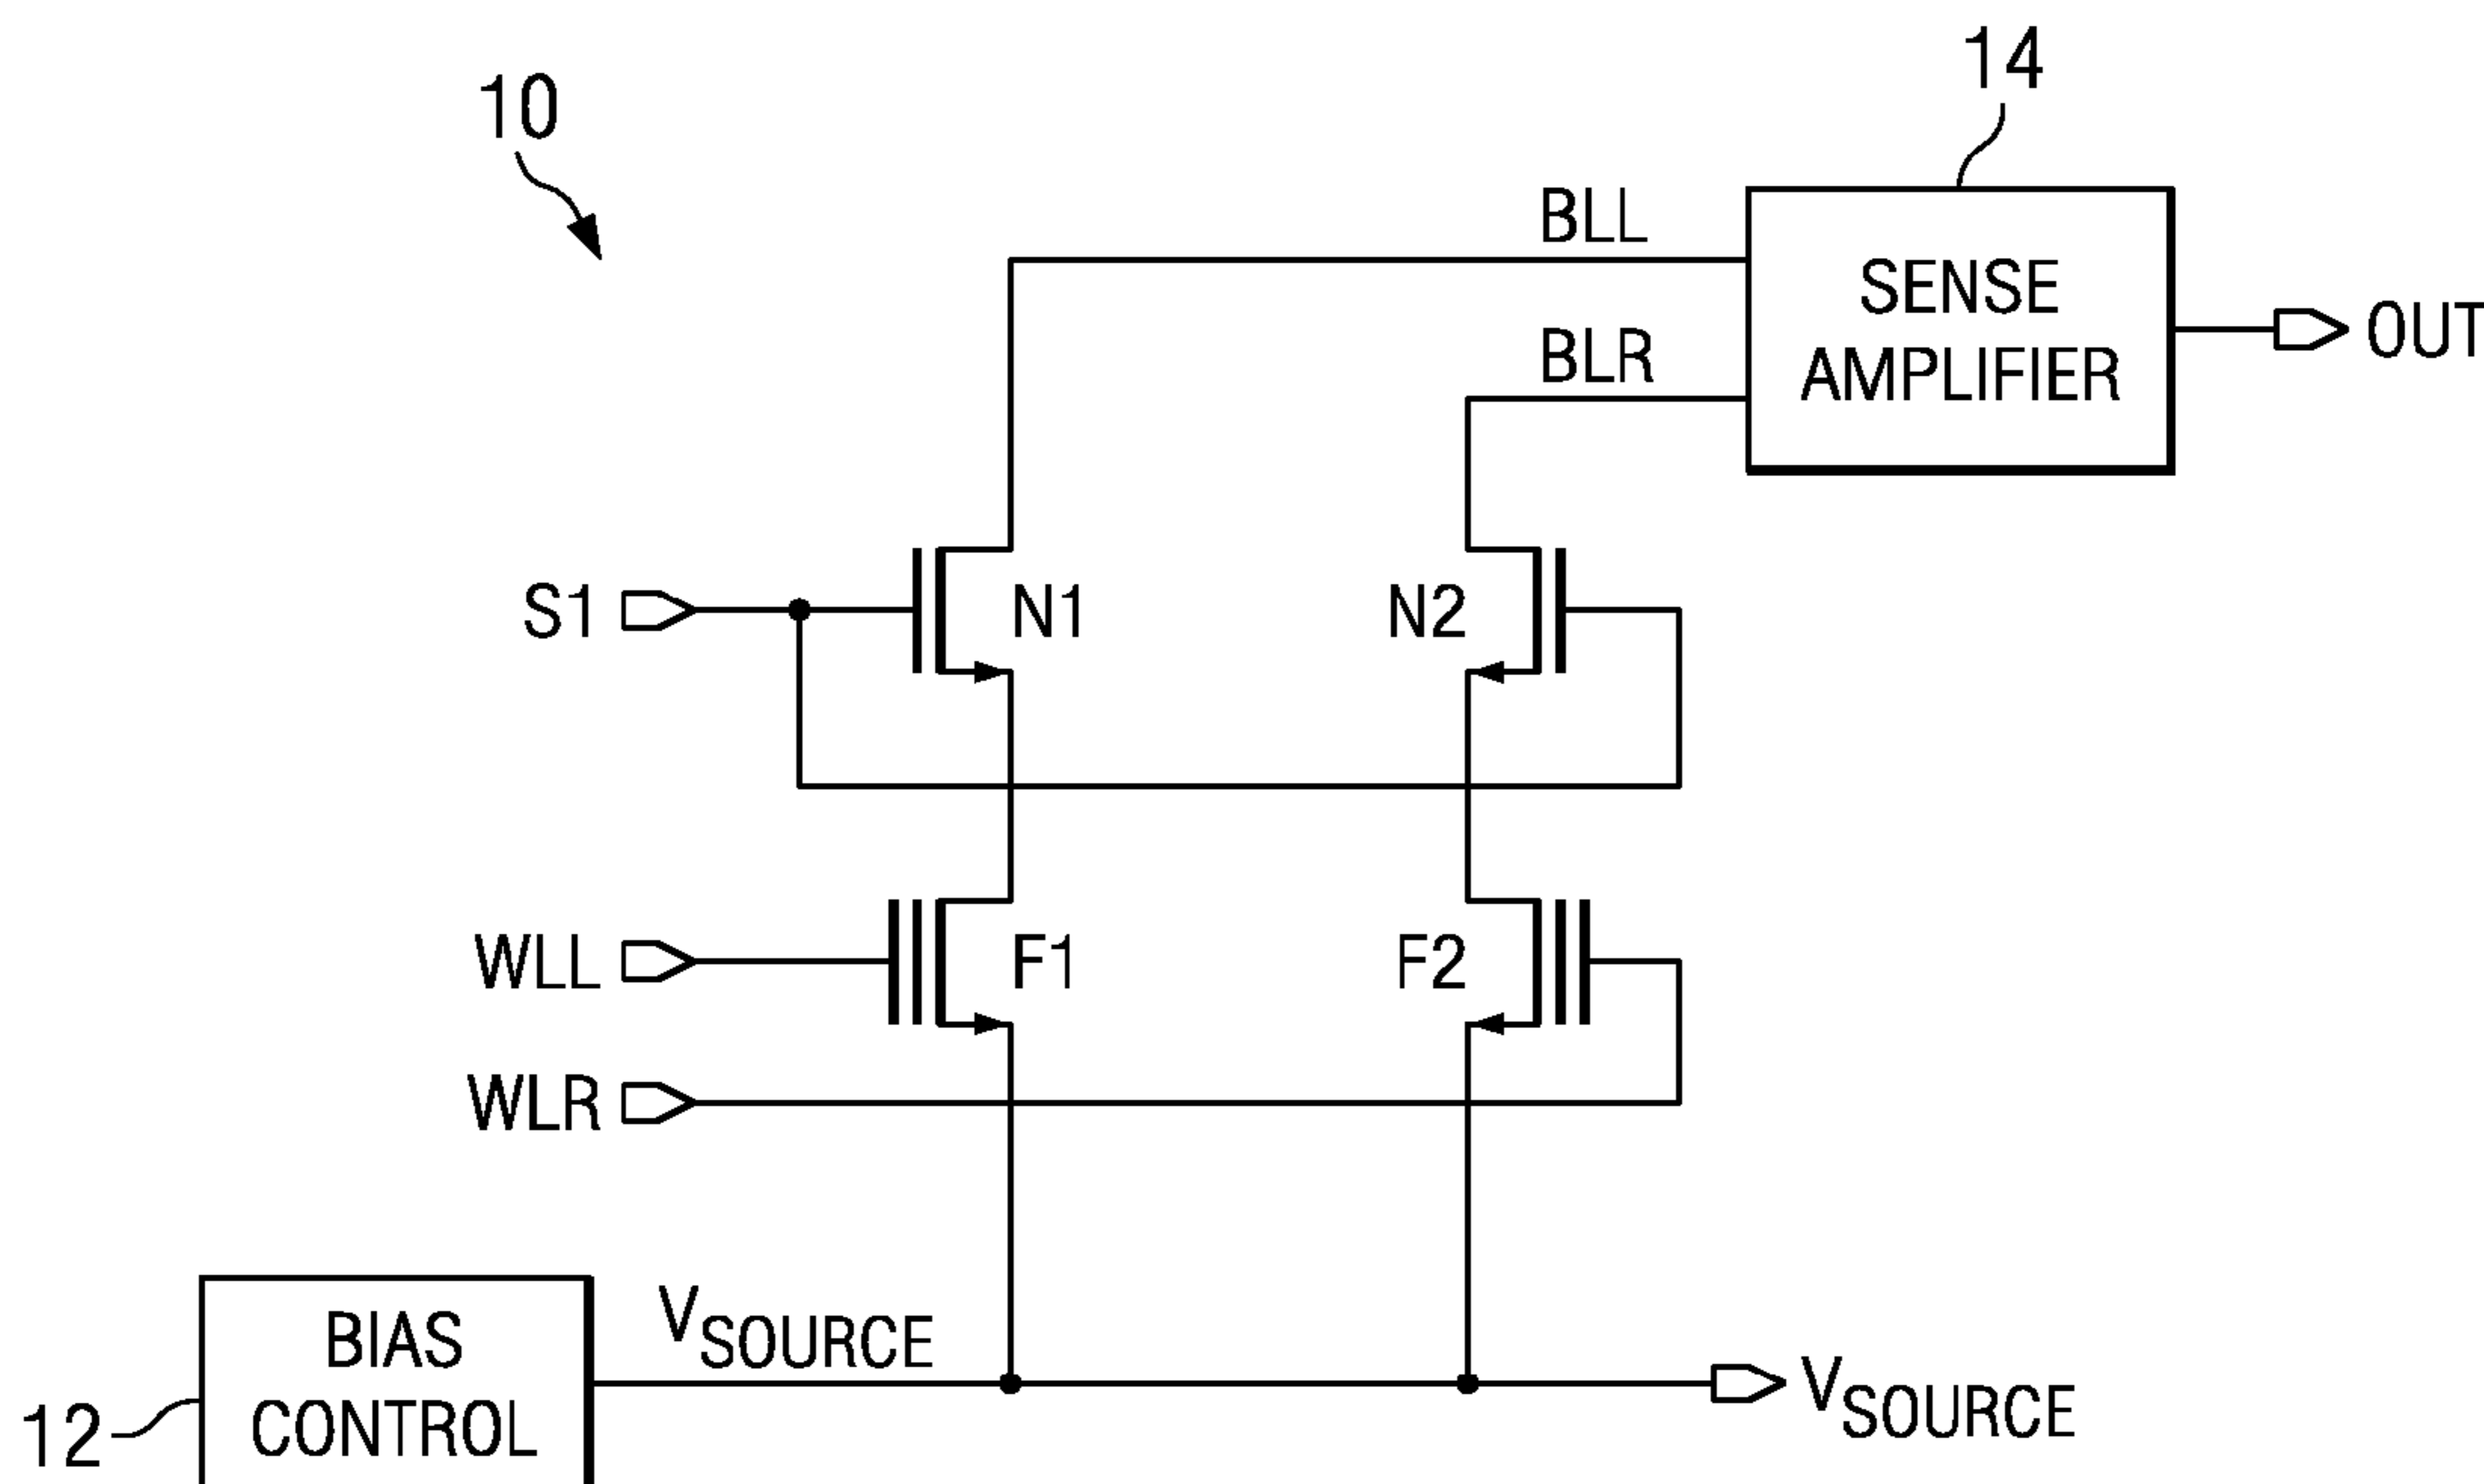 10
14
BLL
SENSE
AMPLIFIER
OUT
BLR
S1
N1
N2
WLL
F1
F2
WLR
BIAS
CONTROL
VSOURCE
VSOURCE
12